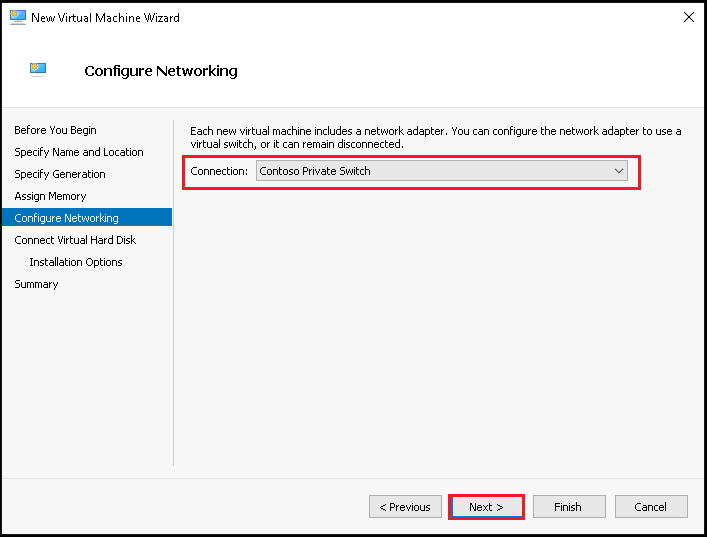 New Virtual Machine Wizard
Configure Networking
Before You Begin
Specify Name and Location
Specify Generation
Assign Memory
Configure Networking
Connect Virtual Hard Disk
Installation Options
Summary
Each new virtual machine includes a network adapter. You can configure the network adapter to use a
virtual switch, or it can remain disconnected.
Connection: Contoso Private Switch
< Previous Next > Finish Cancel